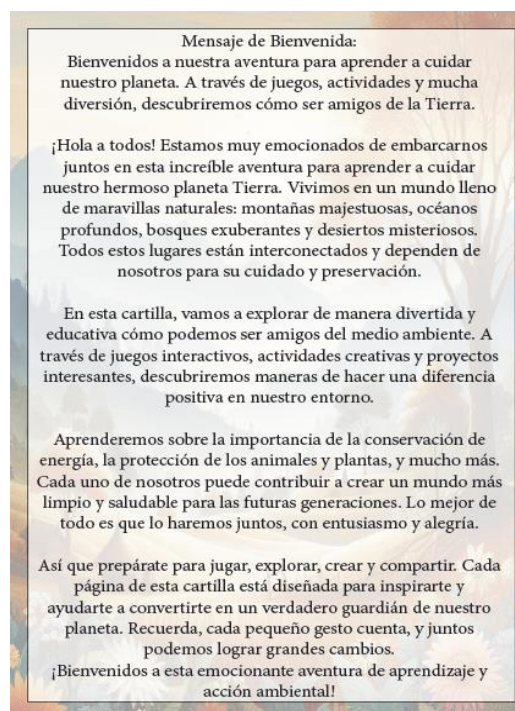 Mensaje de Bienvenida:
Bienvenidos a nuestra aventura para aprender a cuidar
nuestro planeta. A través de juegos, actividades y mucha
diversión, descubriremos cómo ser amigos de la Tierra.
¡Hola a todos! Estamos muy emocionados de embarcarnos
juntos en esta increíble aventura para aprender a cuidar
nuestro hermoso planeta Tierra. Vivimos en un mundo lleno
de maravillas naturales: montañas majestuosas, océanos
profundos, bosques exuberantes y desiertos misteriosos.
Todos estos lugares están interconectados y dependen de
nosotros para su cuidado y preservación.
En esta cartilla, vamos a explorar de manera divertida y
educativa cómo podemos ser amigos del medio ambiente. A
través de juegos interactivos, actividades creativas y proyectos
interesantes, descubriremos maneras de hacer una diferencia
positiva en nuestro entorno.
Aprenderemos sobre la importancia de la conservación de
energía, la protección de los animales y plantas, y mucho más.
Cada uno de nosotros puede contribuir a crear un mundo más
limpio y saludable para las futuras generaciones. Lo mejor de
todo es que lo haremos juntos, con entusiasmo y alegría.
Así que prepárate para jugar, explorar, crear y compartir. Cada
página de esta cartilla está diseñada para inspirarte y
ayudarte a convertirte en un verdadero guardián de nuestro
planeta. Recuerda, cada pequeño gesto cuenta, y juntos
podemos lograr grandes cambios.
¡Bienvenidos a esta emocionante aventura de aprendizaje y
acción ambiental!